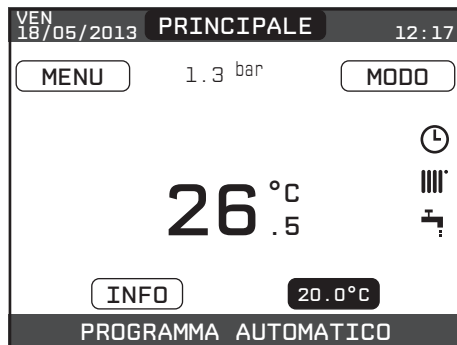 VEN
18/05/2013 PRINCIPALE 12:17
MENU 1.3 bar MODO
26.5 °C
INFO 20.0°C
PROGRAMMA AUTOMATICO